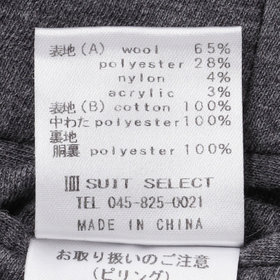 表地(A) wool 65%
polyester 28%
nylon 4%
acrylic 3%
表地(B) cotton 100%
中わた polyester 100%
裏地
胴裏 polyester 100%
SUIT SELECT
TEL 045-825-0021
MADE IN CHINA
お取り扱いのご注意
(ピリング)